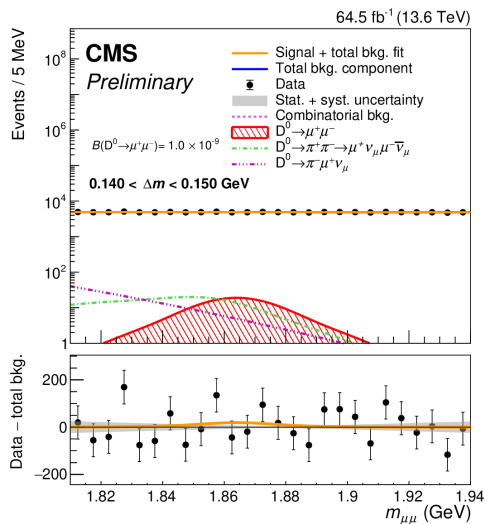 64.5 fb⁻¹ (13.6 TeV)
CMS
Preliminary
Signal + total bkg. fit
Total bkg. component
Data
Stat. + syst. uncertainty
Combinatorial bkg.
D⁰→μ⁺μ⁻
D⁰→π⁺π⁻→μ⁺ν_μμ⁻ν̅_μ
D⁰→π⁻μ⁺ν_μ
B(D⁰→μ⁺μ⁻)= 1.0 × 10⁻⁹
0.140 < Δm < 0.150 GeV
Events / 5 MeV
10⁸
10⁶
10⁴
10²
1
Data − total bkg.
200
0
−200
1.82 1.84 1.86 1.88 1.9 1.92 1.94
m_μμ (GeV)